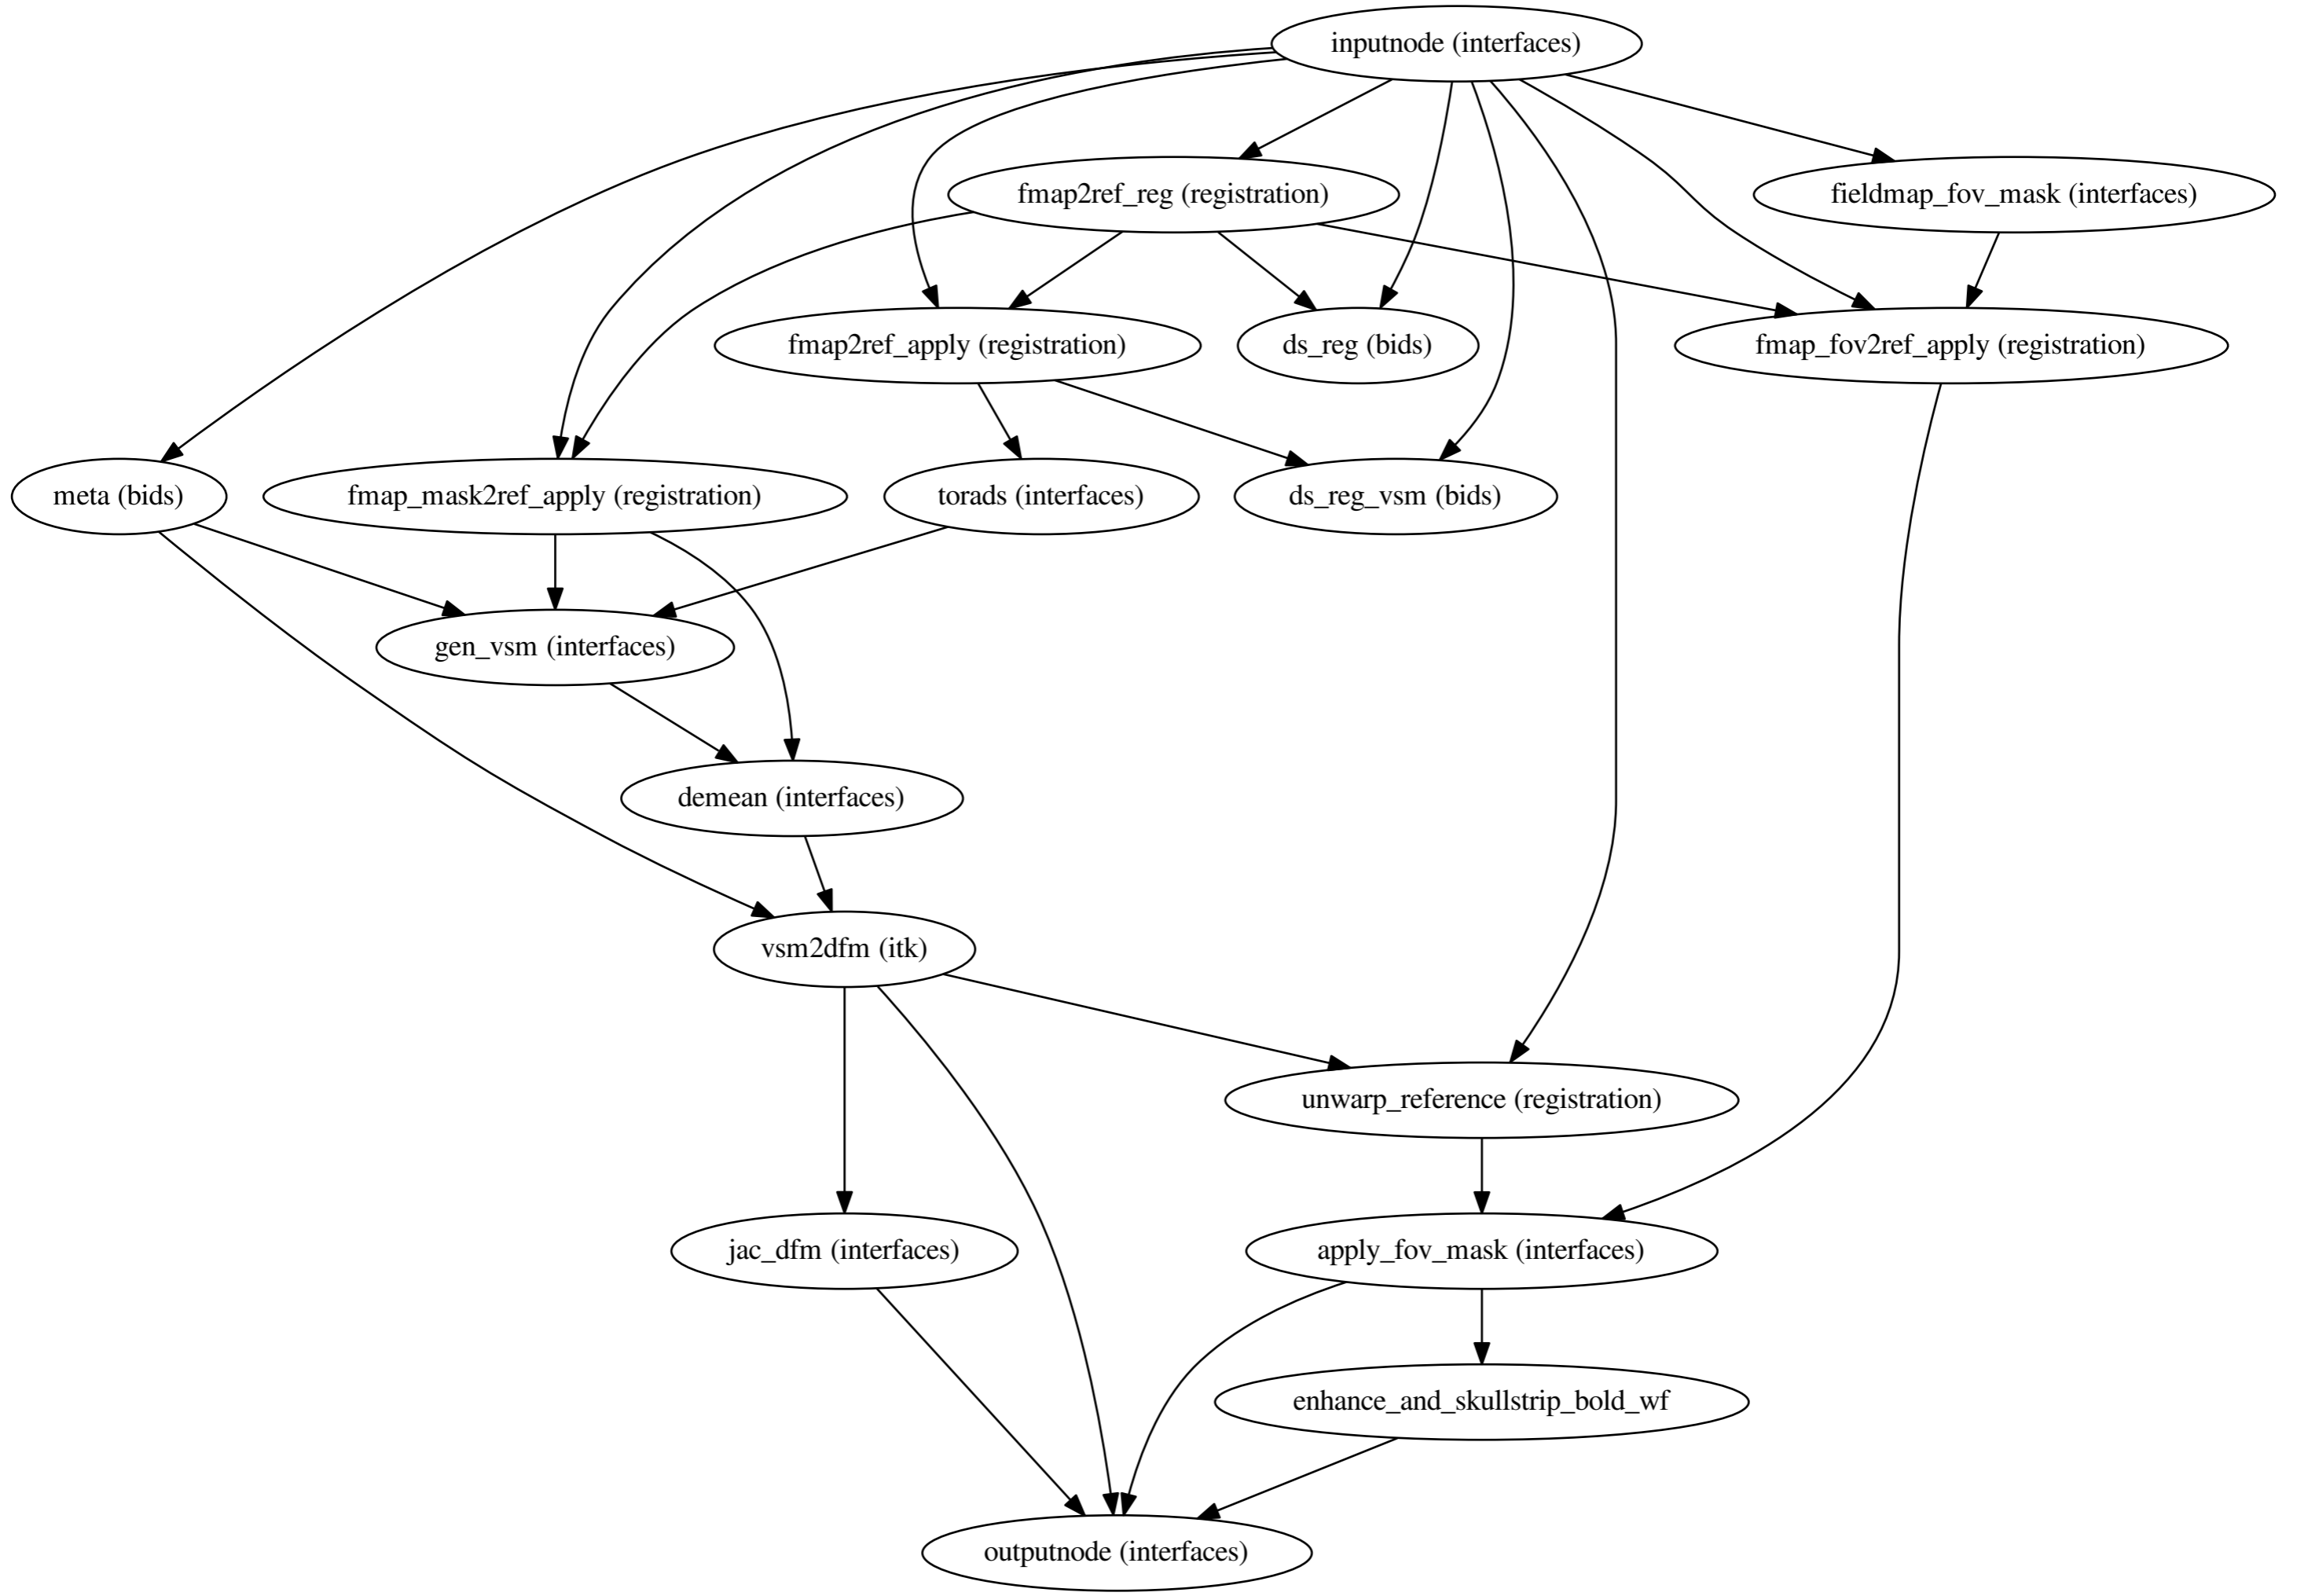 inputnode (interfaces)
fmap2ref_reg (registration)
fieldmap_fov_mask (interfaces)
fmap2ref_apply (registration)
ds_reg (bids)
fmap_fov2ref_apply (registration)
meta (bids)
fmap_mask2ref_apply (registration)
torads (interfaces)
ds_reg_vsm (bids)
gen_vsm (interfaces)
demean (interfaces)
vsm2dfm (itk)
unwarp_reference (registration)
jac_dfm (interfaces)
apply_fov_mask (interfaces)
enhance_and_skullstrip_bold_wf
outputnode (interfaces)